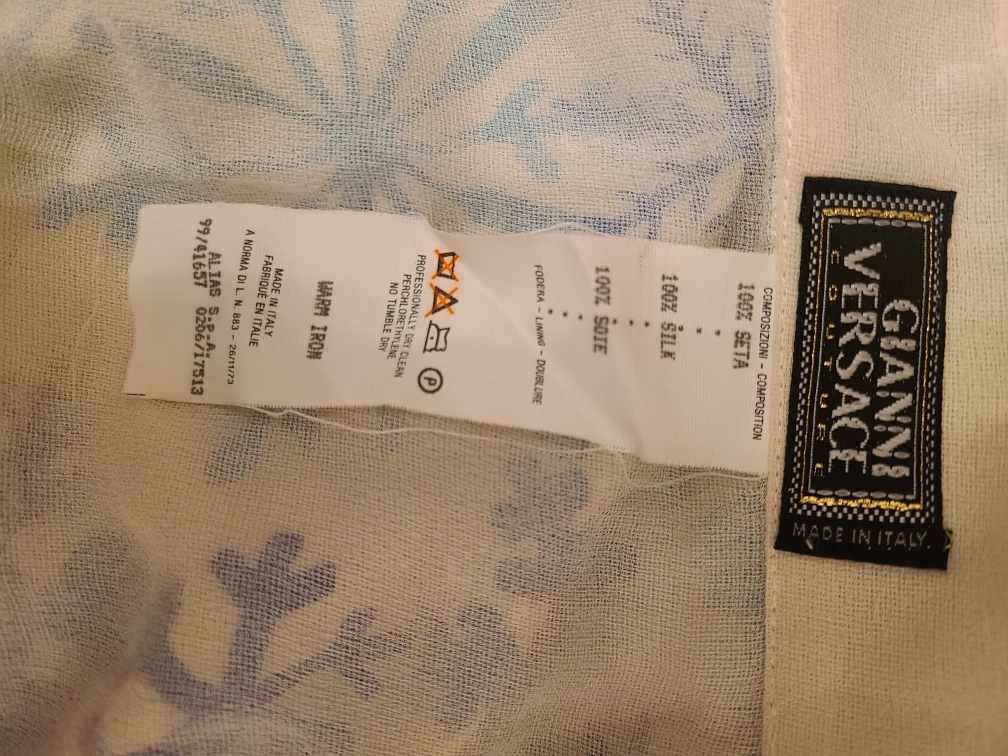 GIANNI
VERSACE
COUTURE
MADE IN ITALY.
COMPOSIZIONI - COMPOSITION
100% SETA
100% SILK
100% SOIE
FODERA - LINING - DOUBLURE
P
PROFESSIONALLY DRY CLEAN
PERCHLORETHYLENE
NO TUMBLE DRY
WARM IRON
MADE IN ITALY
FABRIQUÉ EN ITALIE
A NORMA DI L. N. 883 - 26/11/73
ALIAS S.P.A.
99/41657 0206/17513